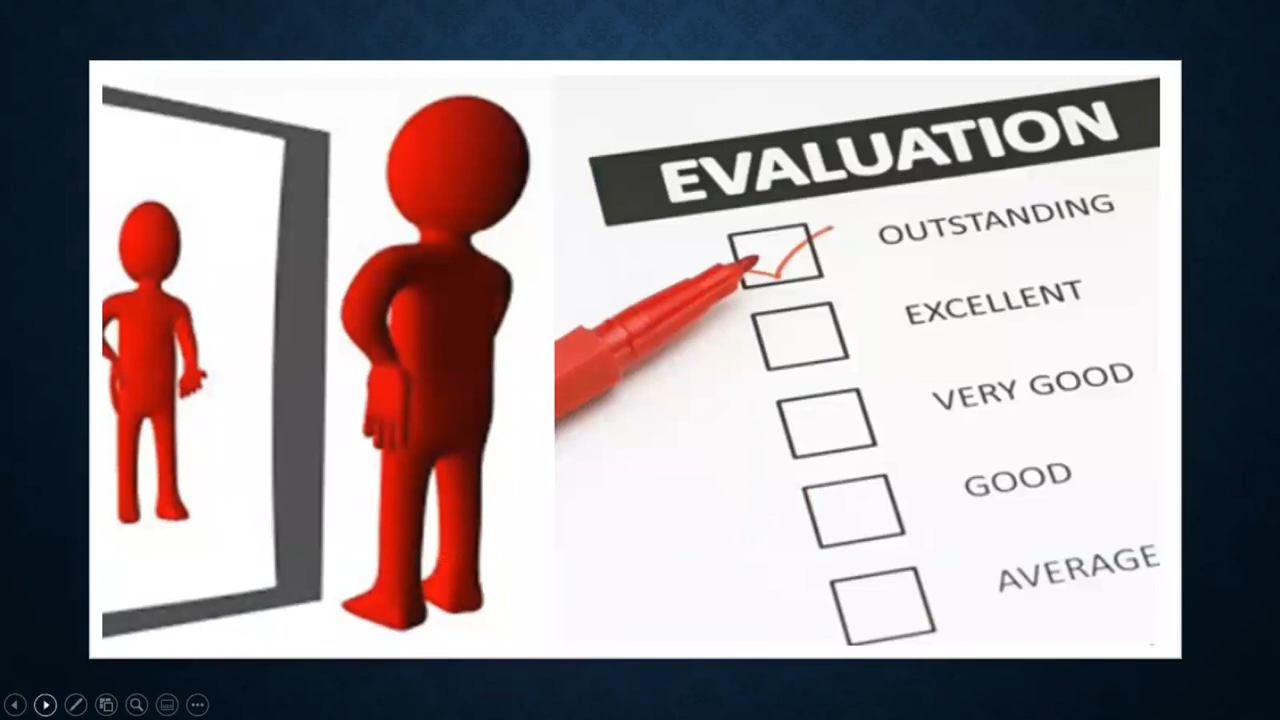 EVALUATION
OUTSTANDING
EXCELLENT
VERY GOOD
GOOD
AVERAGE